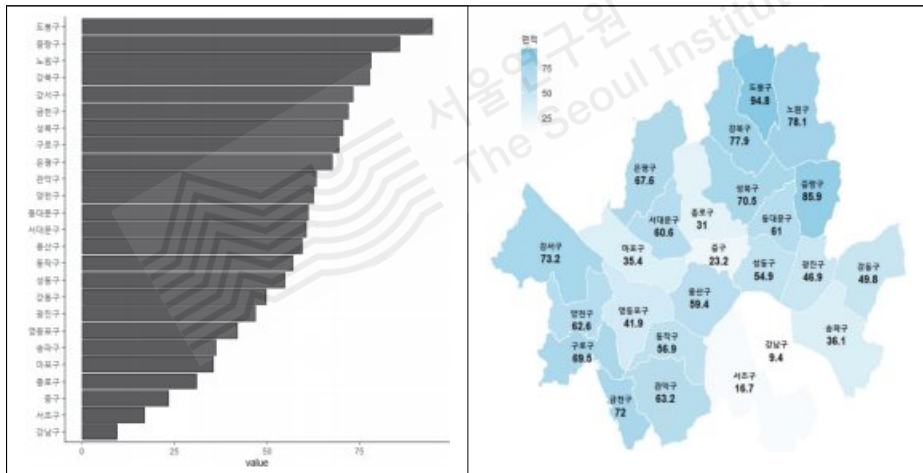 도봉구
중랑구
노원구
강북구
강서구
금천구
성북구
구로구
은평구
관악구
양천구
동대문구
서대문구
용산구
동작구
성동구
강동구
광진구
영등포구
송파구
마포구
종로구
중구
서초구
강남구
0
25
50
75
value
면적
75
50
25
도봉구
94.8
노원구
78.1
강북구
77.9
은평구
67.6
성북구
70.5
중랑구
85.9
종로구
31
서대문구
60.6
동대문구
61
강서구
73.2
마포구
35.4
중구
23.2
성동구
54.9
광진구
46.9
강동구
49.8
용산구
59.4
양천구
62.6
영등포구
41.9
송파구
36.1
동작구
56.9
강남구
9.4
구로구
69.5
서초구
16.7
관악구
63.2
금천구
72
서울연구원
The Seoul Institut